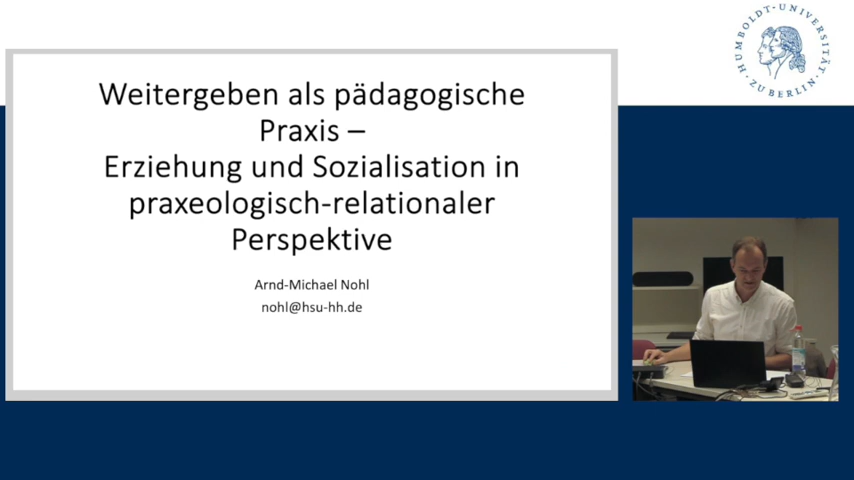 Weitergeben als pädagogische
Praxis –
Erziehung und Sozialisation in
praxeologisch-relationaler
Perspektive
Arnd-Michael Nohl
nohl@hsu-hh.de
HUMBOLDT-UNIVERSITÄT
ZU BERLIN